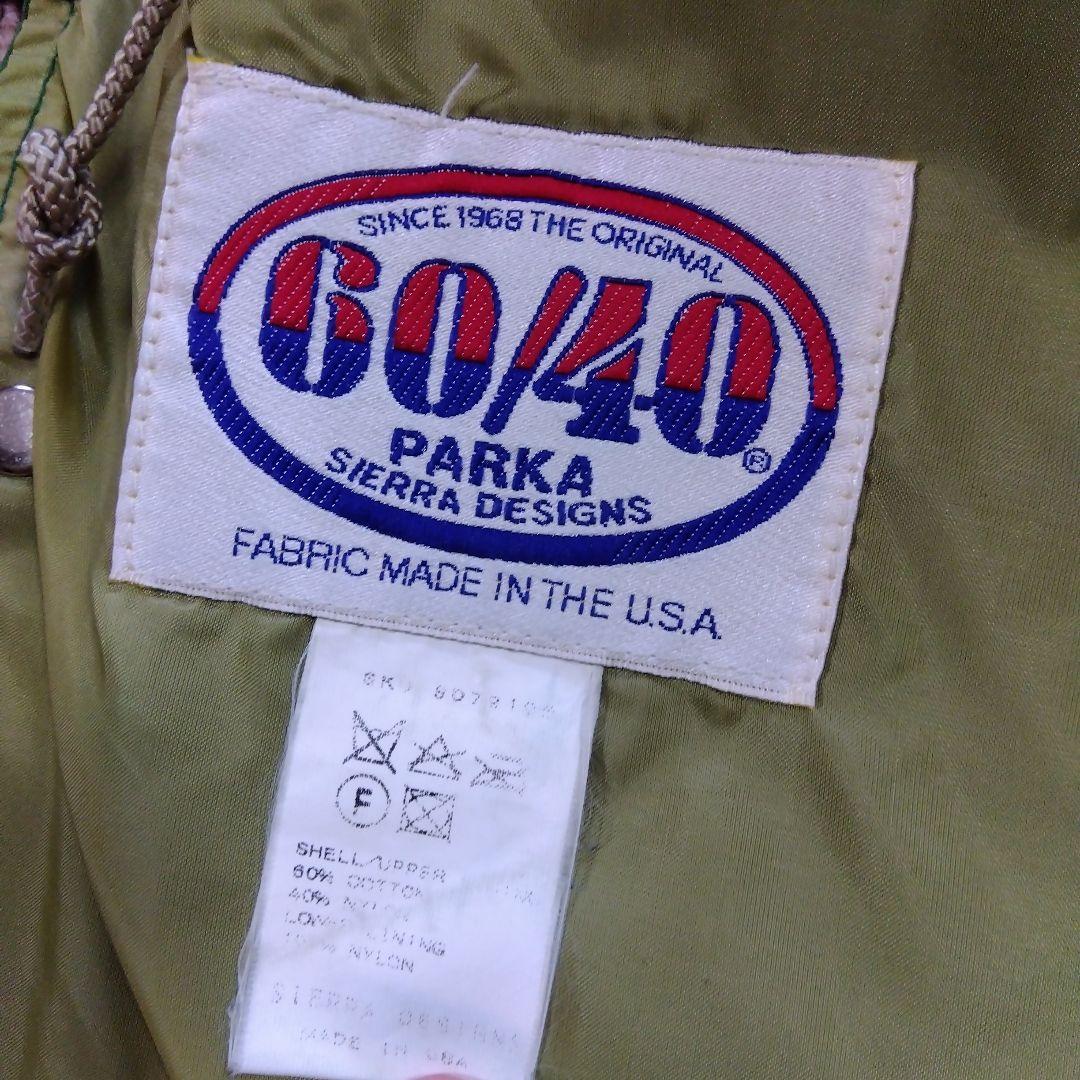 SINCE 1968 THE ORIGINAL
60/40
®
PARKA
SIERRA DESIGNS
FABRIC MADE IN THE U.S.A.
F
SHELL/UPPER
60% COTTON
40% NYLON
LOWER LINING
NYLON
SIERRA DESIGNS
MADE IN USA